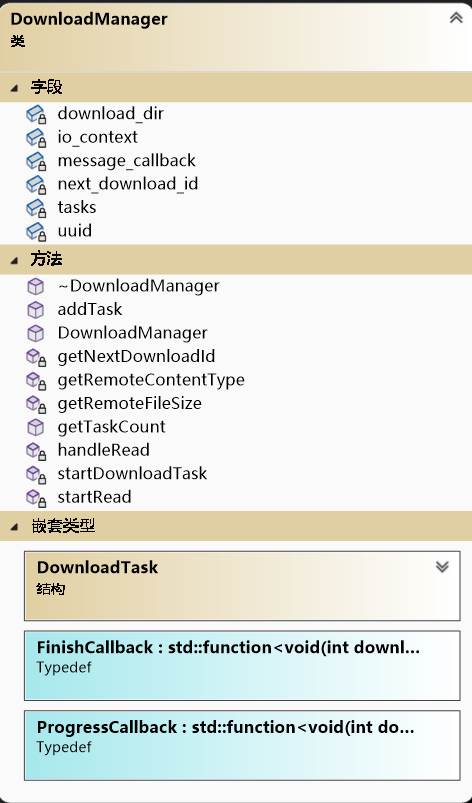 DownloadManager
类
字段
download_dir
io_context
message_callback
next_download_id
tasks
uuid
方法
~DownloadManager
addTask
DownloadManager
getNextDownloadId
getRemoteContentType
getRemoteFileSize
getTaskCount
handleRead
startDownloadTask
startRead
嵌套类型
DownloadTask
结构
FinishCallback : std::function<void(int downl...
Typedef
ProgressCallback : std::function<void(int do...
Typedef